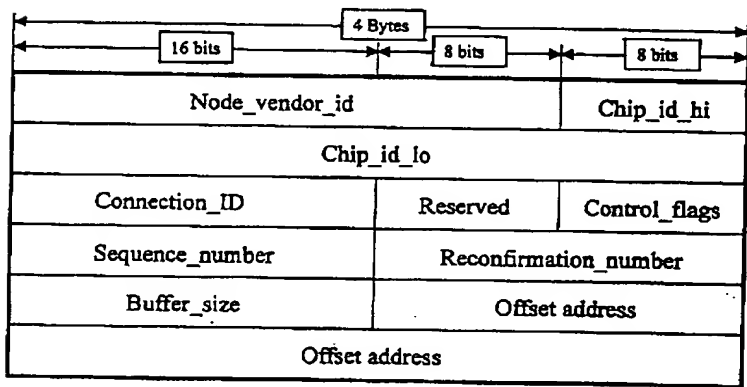 4 Bytes
16 bits 8 bits 8 bits
Node_vendor_id Chip_id_hi
Chip_id_lo
Connection_ID Reserved Control_flags
Sequence_number Reconfirmation_number
Buffer_size Offset address
Offset address